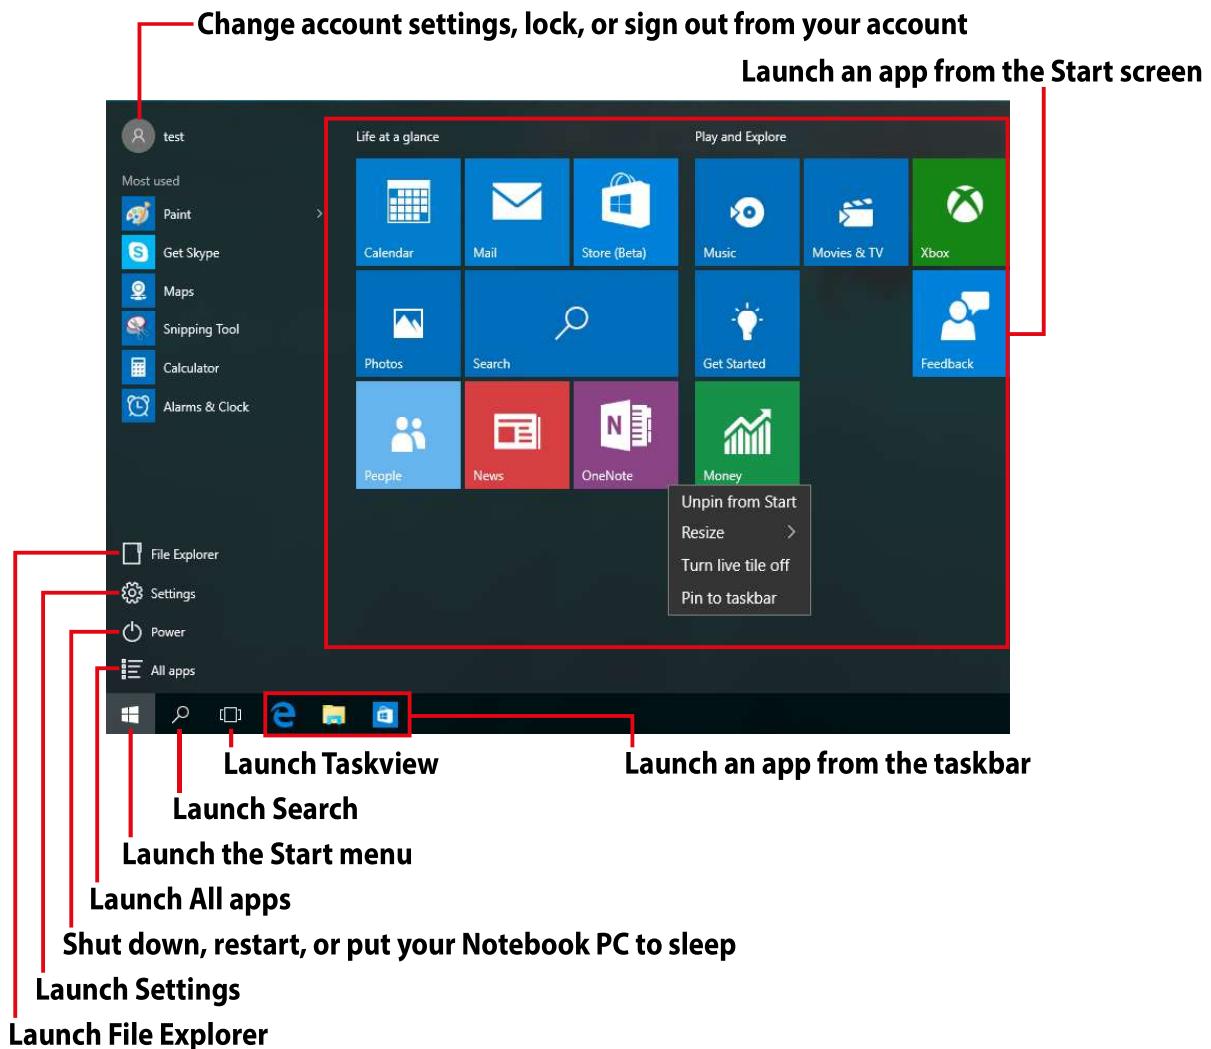 Change account settings, lock, or sign out from your account
Launch an app from the Start screen
test
Life at a glance
Play and Explore
Most used
Paint
Get Skype
Maps
Snipping Tool
Calculator
Alarms & Clock
Calendar
Mail
Store (Beta)
Music
Movies & TV
Xbox
Photos
Search
Get Started
Feedback
People
News
OneNote
Money
Unpin from Start
Resize
Turn live tile off
Pin to taskbar
File Explorer
Settings
Power
All apps
Launch Taskview
Launch an app from the taskbar
Launch Search
Launch the Start menu
Launch All apps
Shut down, restart, or put your Notebook PC to sleep
Launch Settings
Launch File Explorer